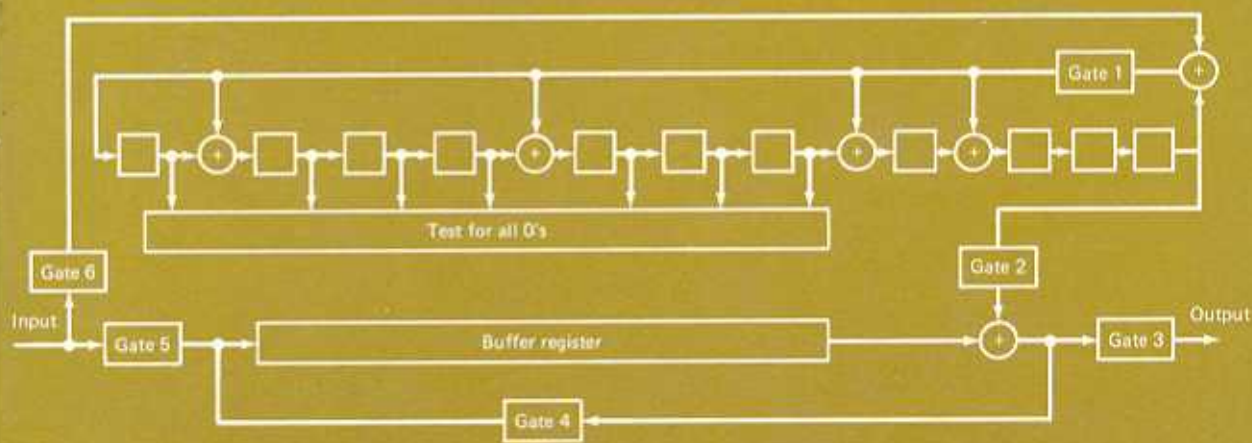 Gate 1
+
+
+
+
+
Test for all 0's
Gate 6
Gate 2
Input
Output
Gate 5
Buffer register
+
Gate 3
Gate 4